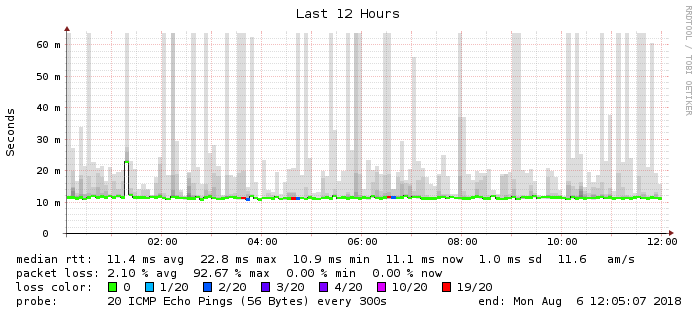 Last 12 Hours
RRDTOOL / TOBI OETIKER
Seconds
60 m
50 m
40 m
30 m
20 m
10 m
0
02:00 04:00 06:00 08:00 10:00 12:00
median rtt: 11.4 ms avg 22.8 ms max 10.9 ms min 11.1 ms now 1.0 ms sd 11.6 am/s
packet loss: 2.10 % avg 92.67 % max 0.00 % min 0.00 % now
loss color: 0 1/20 2/20 3/20 4/20 10/20 19/20
probe: 20 ICMP Echo Pings (56 Bytes) every 300s end: Mon Aug 6 12:05:07 2018